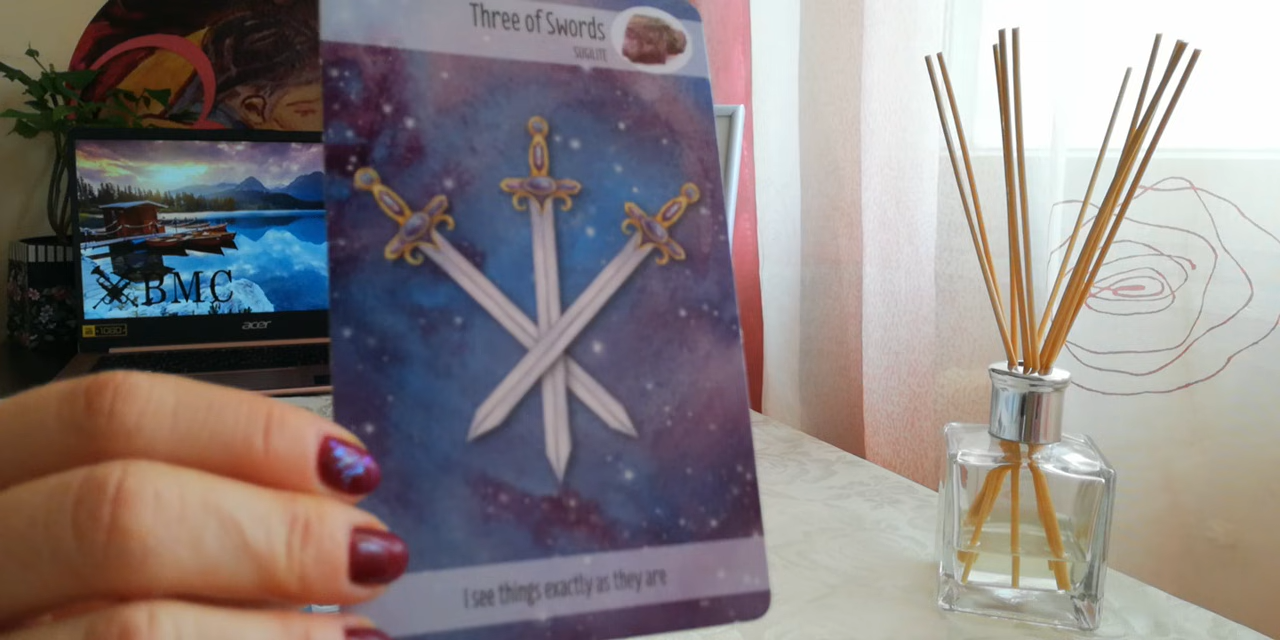 Three of Swords
SUGILITE
BMC
acer
I see things exactly as they are